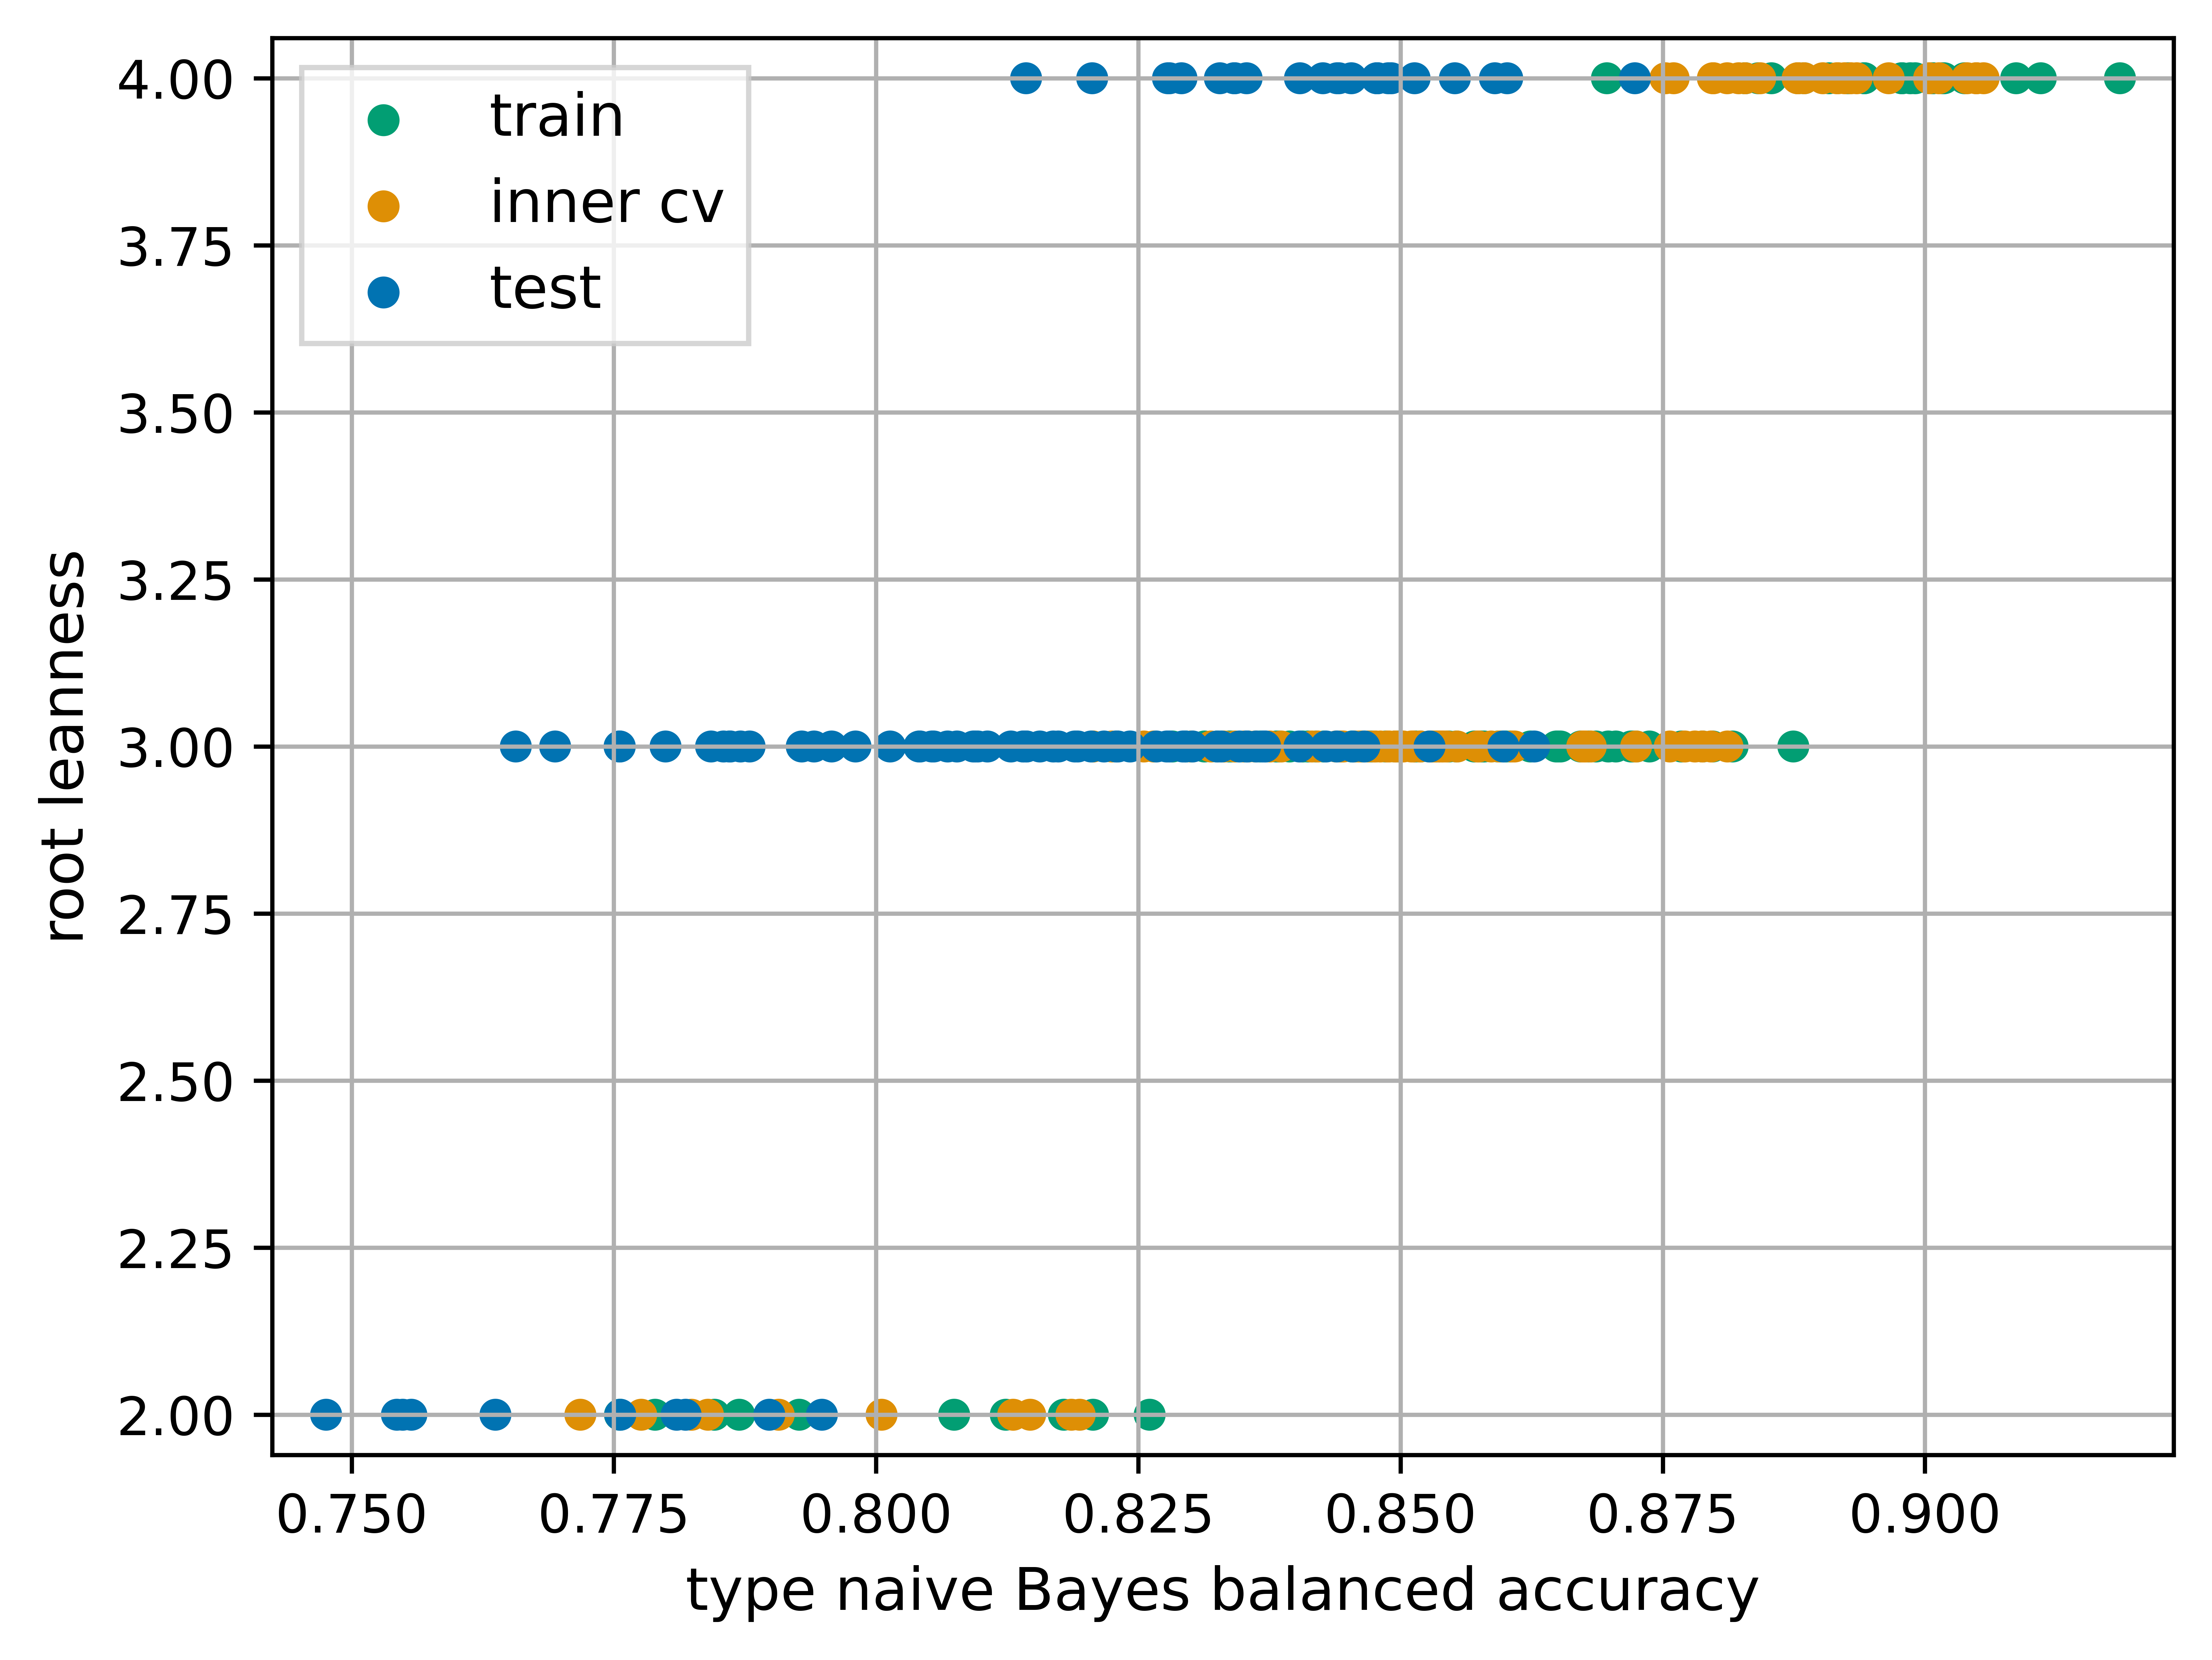 4.00
3.75
3.50
3.25
3.00
2.75
2.50
2.25
2.00
root leanness
train
inner cv
test
0.750 0.775 0.800 0.825 0.850 0.875 0.900
type naive Bayes balanced accuracy